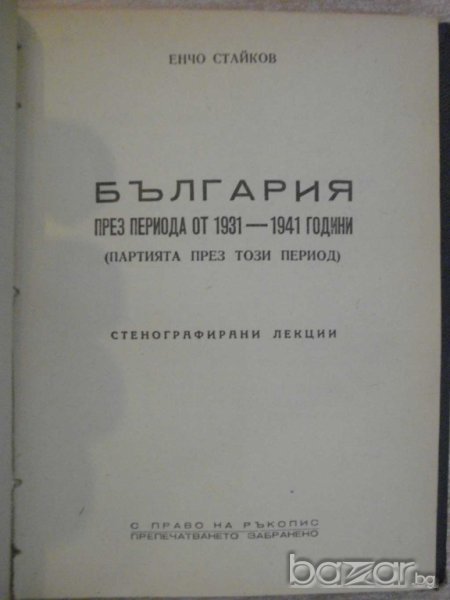 ЕНЧО СТАЙКОВ
БЪЛГАРИЯ
ПРЕЗ ПЕРИОДА ОТ 1931 — 1941 ГОДИНИ
(ПАРТИЯТА ПРЕЗ ТОЗИ ПЕРИОД)
СТЕНОГРАФИРАНИ ЛЕКЦИИ
С ПРАВО НА РЪКОПИС
ПРЕПЕЧАТВАНЕТО ЗАБРАНЕНО
bazar.bg